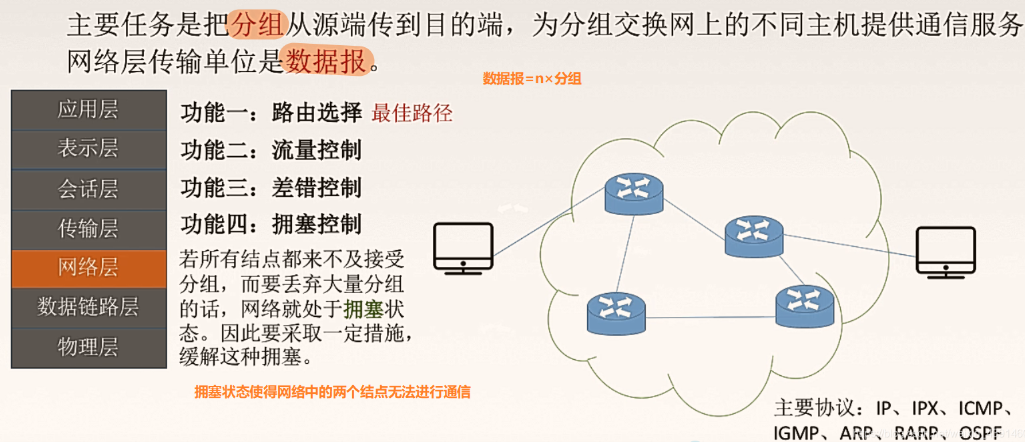 主要任务是把分组从源端传到目的端，为分组交换网上的不同主机提供通信服务
网络层传输单位是数据报。
数据报=n×分组
应用层
表示层
会话层
传输层
网络层
数据链路层
物理层
功能一：路由选择 最佳路径
功能二：流量控制
功能三：差错控制
功能四：拥塞控制
若所有结点都来不及接受
分组，而要丢弃大量分组
的话，网络就处于拥塞状
态。因此要采取一定措施，
缓解这种拥塞。
拥塞状态使得网络中的两个结点无法进行通信
主要协议：IP、IPX、ICMP、
IGMP、ARP、RARP、OSPF